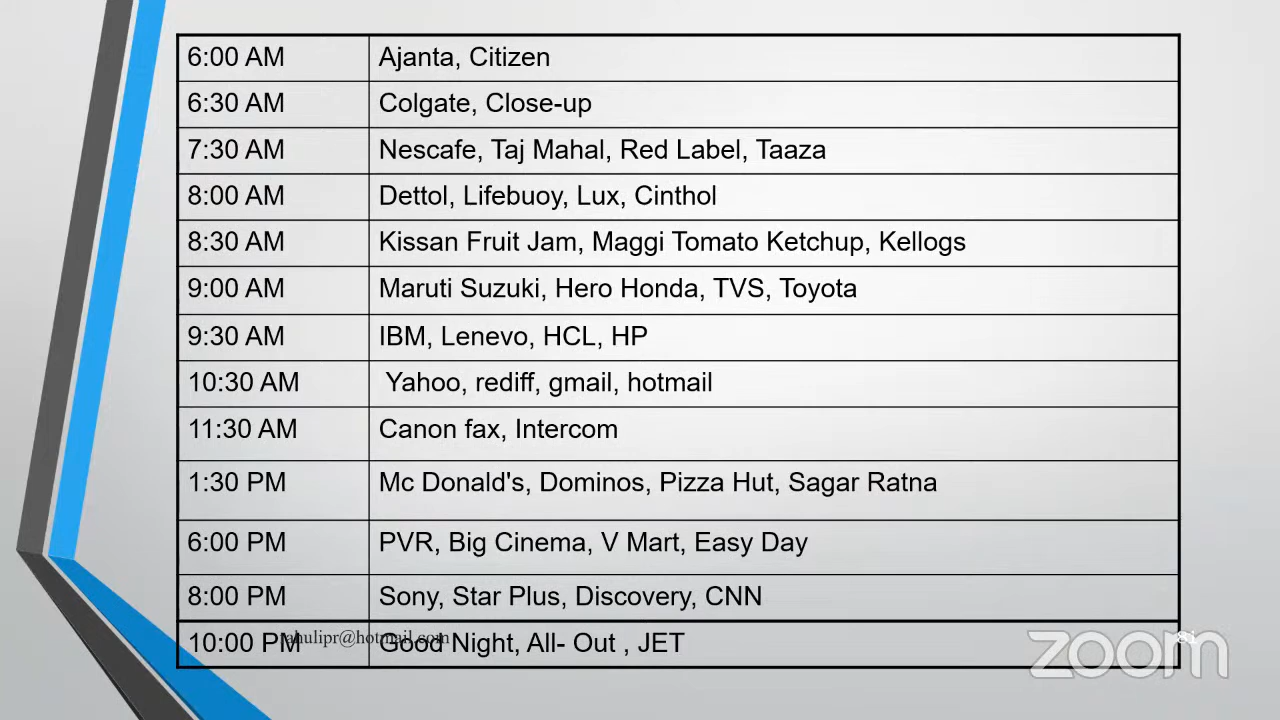 6:00 AM Ajanta, Citizen
6:30 AM Colgate, Close-up
7:30 AM Nescafe, Taj Mahal, Red Label, Taaza
8:00 AM Dettol, Lifebuoy, Lux, Cinthol
8:30 AM Kissan Fruit Jam, Maggi Tomato Ketchup, Kellogs
9:00 AM Maruti Suzuki, Hero Honda, TVS, Toyota
9:30 AM IBM, Lenevo, HCL, HP
10:30 AM Yahoo, rediff, gmail, hotmail
11:30 AM Canon fax, Intercom
1:30 PM Mc Donald's, Dominos, Pizza Hut, Sagar Ratna
6:00 PM PVR, Big Cinema, V Mart, Easy Day
8:00 PM Sony, Star Plus, Discovery, CNN
10:00 PM Good Night, All- Out , JET
rahulipr@hotmail.com
81
zoom